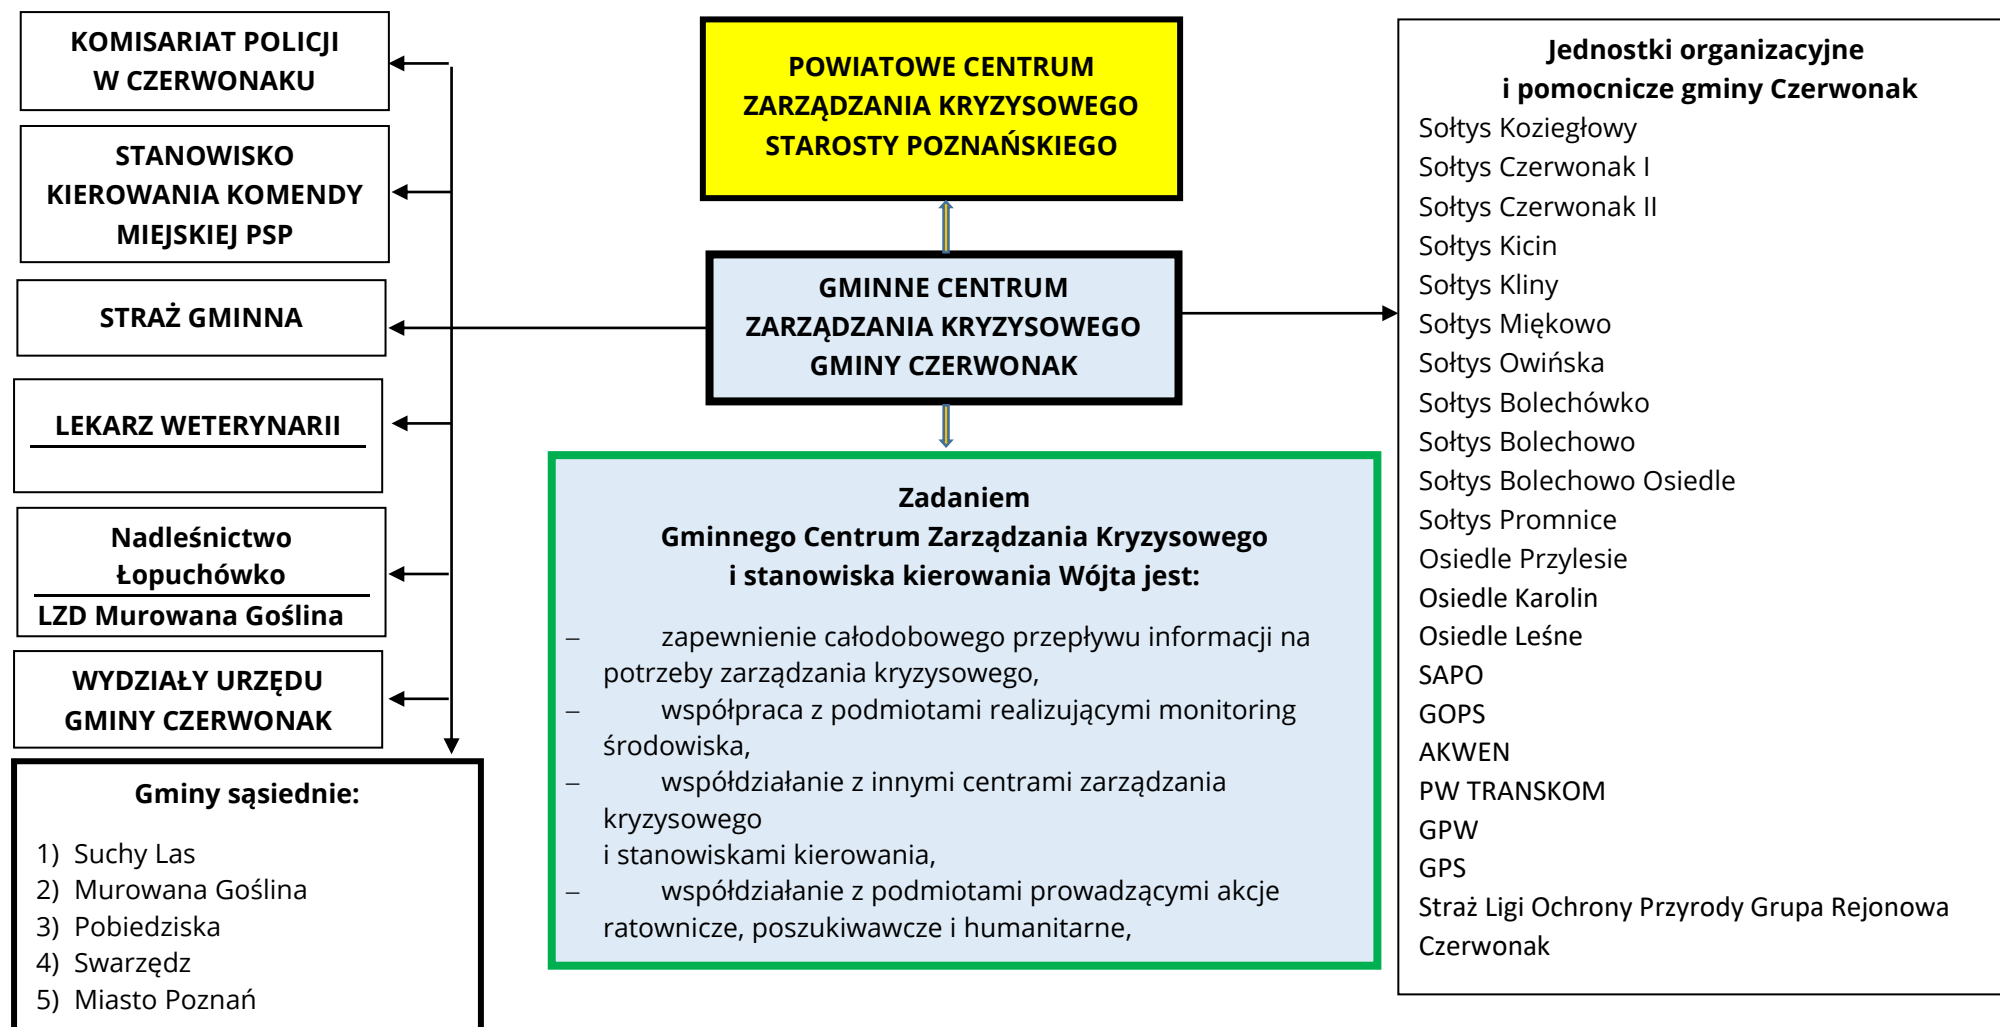 KOMISARIAT POLICJI
W CZERWONAKU
STANOWISKO
KIEROWANIA KOMENDY
MIEJSKIEJ PSP
STRAŻ GMINNA
LEKARZ WETERYNARII
Nadleśnictwo
Łopuchówko
LZD Murowana Goślina
WYDZIAŁY URZĘDU
GMINY CZERWONAK
Gminy sąsiednie:
1) Suchy Las
2) Murowana Goślina
3) Pobiedziska
4) Swarzędz
5) Miasto Poznań
POWIATOWE CENTRUM
ZARZĄDZANIA KRYZYSOWEGO
STAROSTY POZNAŃSKIEGO
GMINNE CENTRUM
ZARZĄDZANIA KRYZYSOWEGO
GMINY CZERWONAK
Zadaniem
Gminnego Centrum Zarządzania Kryzysowego
i stanowiska kierowania Wójta jest:
– zapewnienie całodobowego przepływu informacji na
potrzeby zarządzania kryzysowego,
– współpraca z podmiotami realizującymi monitoring
środowiska,
– współdziałanie z innymi centrami zarządzania
kryzysowego
i stanowiskami kierowania,
– współdziałanie z podmiotami prowadzącymi akcje
ratownicze, poszukiwawcze i humanitarne,
Jednostki organizacyjne
i pomocnicze gminy Czerwonak
Sołtys Koziegłowy
Sołtys Czerwonak I
Sołtys Czerwonak II
Sołtys Kicin
Sołtys Kliny
Sołtys Miękowo
Sołtys Owińska
Sołtys Bolechówko
Sołtys Bolechowo
Sołtys Bolechowo Osiedle
Sołtys Promnice
Osiedle Przylesie
Osiedle Karolin
Osiedle Leśne
SAPO
GOPS
AKWEN
PW TRANSKOM
GPW
GPS
Straż Ligi Ochrony Przyrody Grupa Rejonowa
Czerwonak